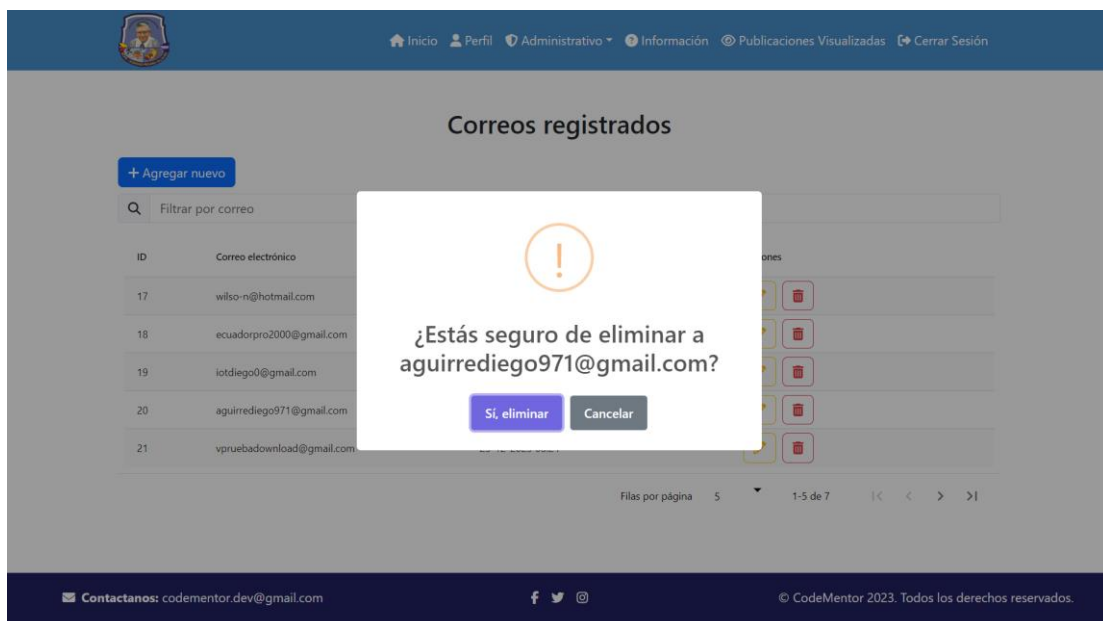 Inicio Perfil Administrativo Información Publicaciones Visualizadas Cerrar Sesión
Correos registrados
+ Agregar nuevo
Filtrar por correo
ID Correo electrónico ones
17 wilso-n@hotmail.com
18 ecuadorpro2000@gmail.com
19 iotdiego0@gmail.com
20 aguirrediego971@gmail.com
21 vpruebadownload@gmail.com
!
¿Estás seguro de eliminar a
aguirrediego971@gmail.com?
Sí, eliminar Cancelar
Filas por página 5 1-5 de 7
Contactanos: codementor.dev@gmail.com © CodeMentor 2023. Todos los derechos reservados.